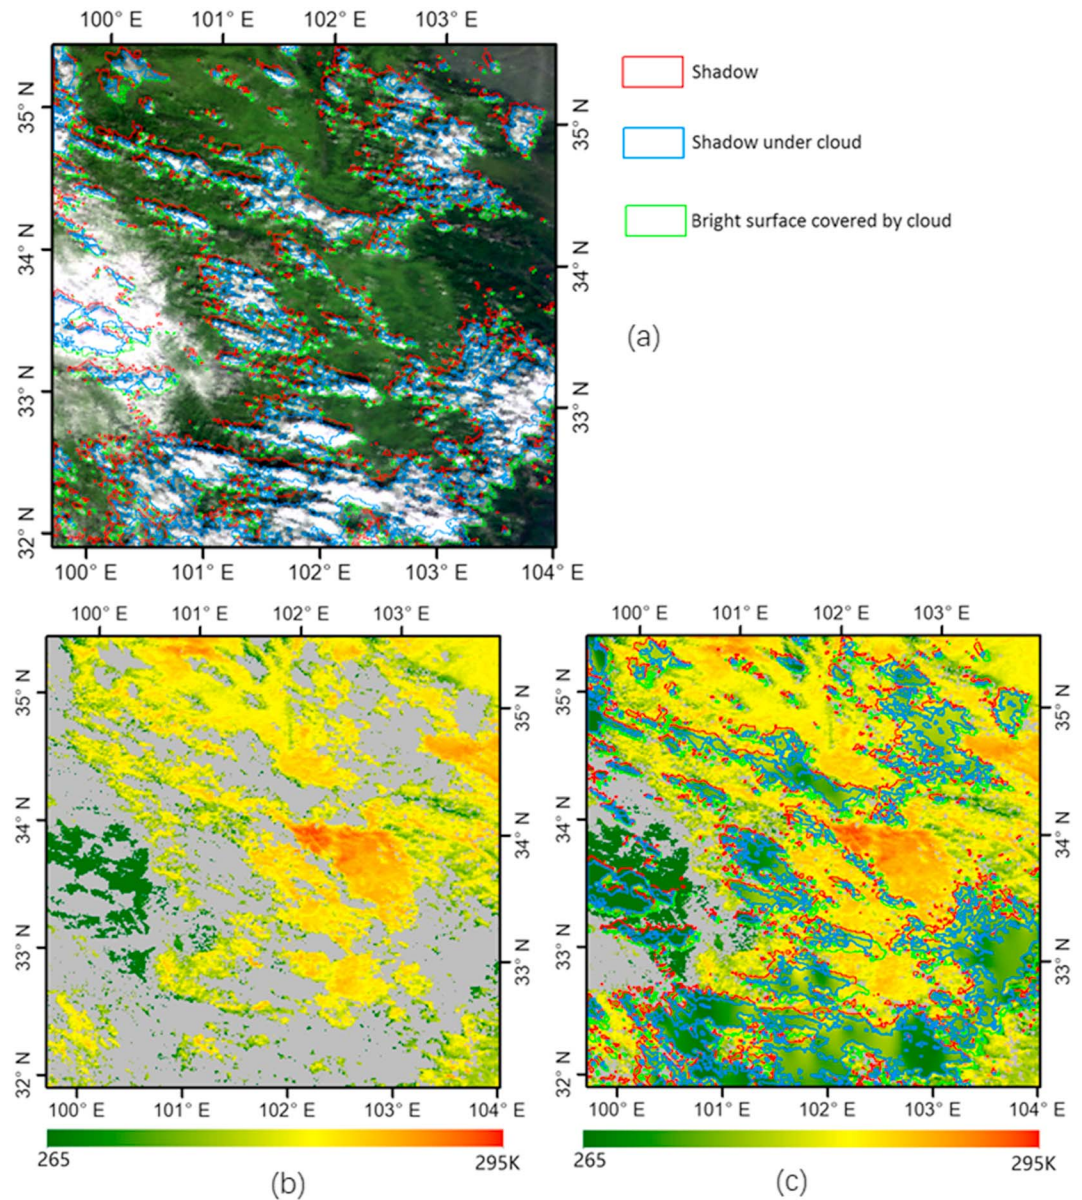 100° E 101° E 102° E 103° E
35° N
34° N
33° N
32° N
35° N
34° N
33° N
100° E 101° E 102° E 103° E 104° E
Shadow
Shadow under cloud
Bright surface covered by cloud
(a)
100° E 101° E 102° E 103° E
35° N
34° N
33° N
32° N
35° N
34° N
33° N
100° E 101° E 102° E 103° E 104° E
265 295K
(b)
100° E 101° E 102° E 103° E
35° N
34° N
33° N
32° N
35° N
34° N
33° N
100° E 101° E 102° E 103° E 104° E
265 295K
(c)